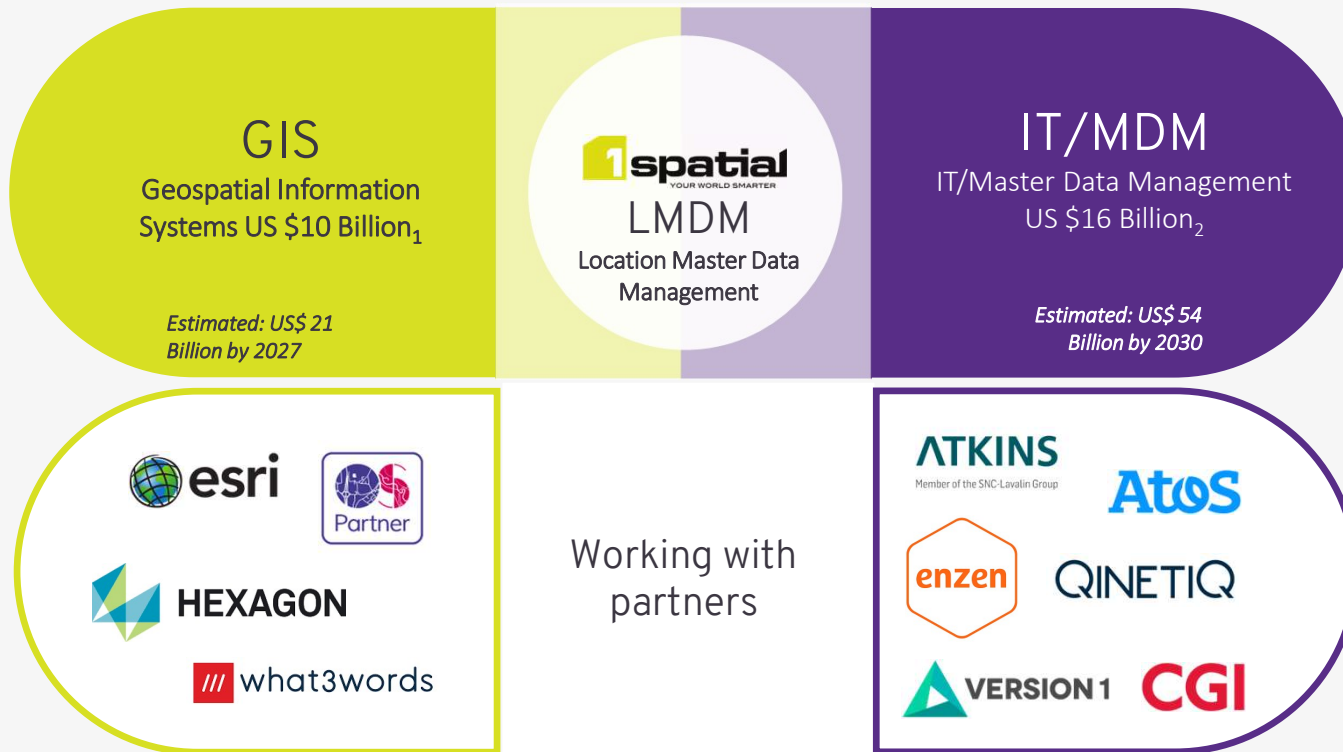 GIS
Geospatial Information
Systems US $10 Billion1
Estimated: US$ 21
Billion by 2027
1spatial
YOUR WORLD SMARTER
LMDM
Location Master Data
Management
IT/MDM
IT/Master Data Management
US $16 Billion2
Estimated: US$ 54
Billion by 2030
esri
OS
Partner
HEXAGON
/// what3words
Working with
partners
ATKINS
Member of the SNC-Lavalin Group
Atos
enzen
QINETIQ
VERSION 1
CGI